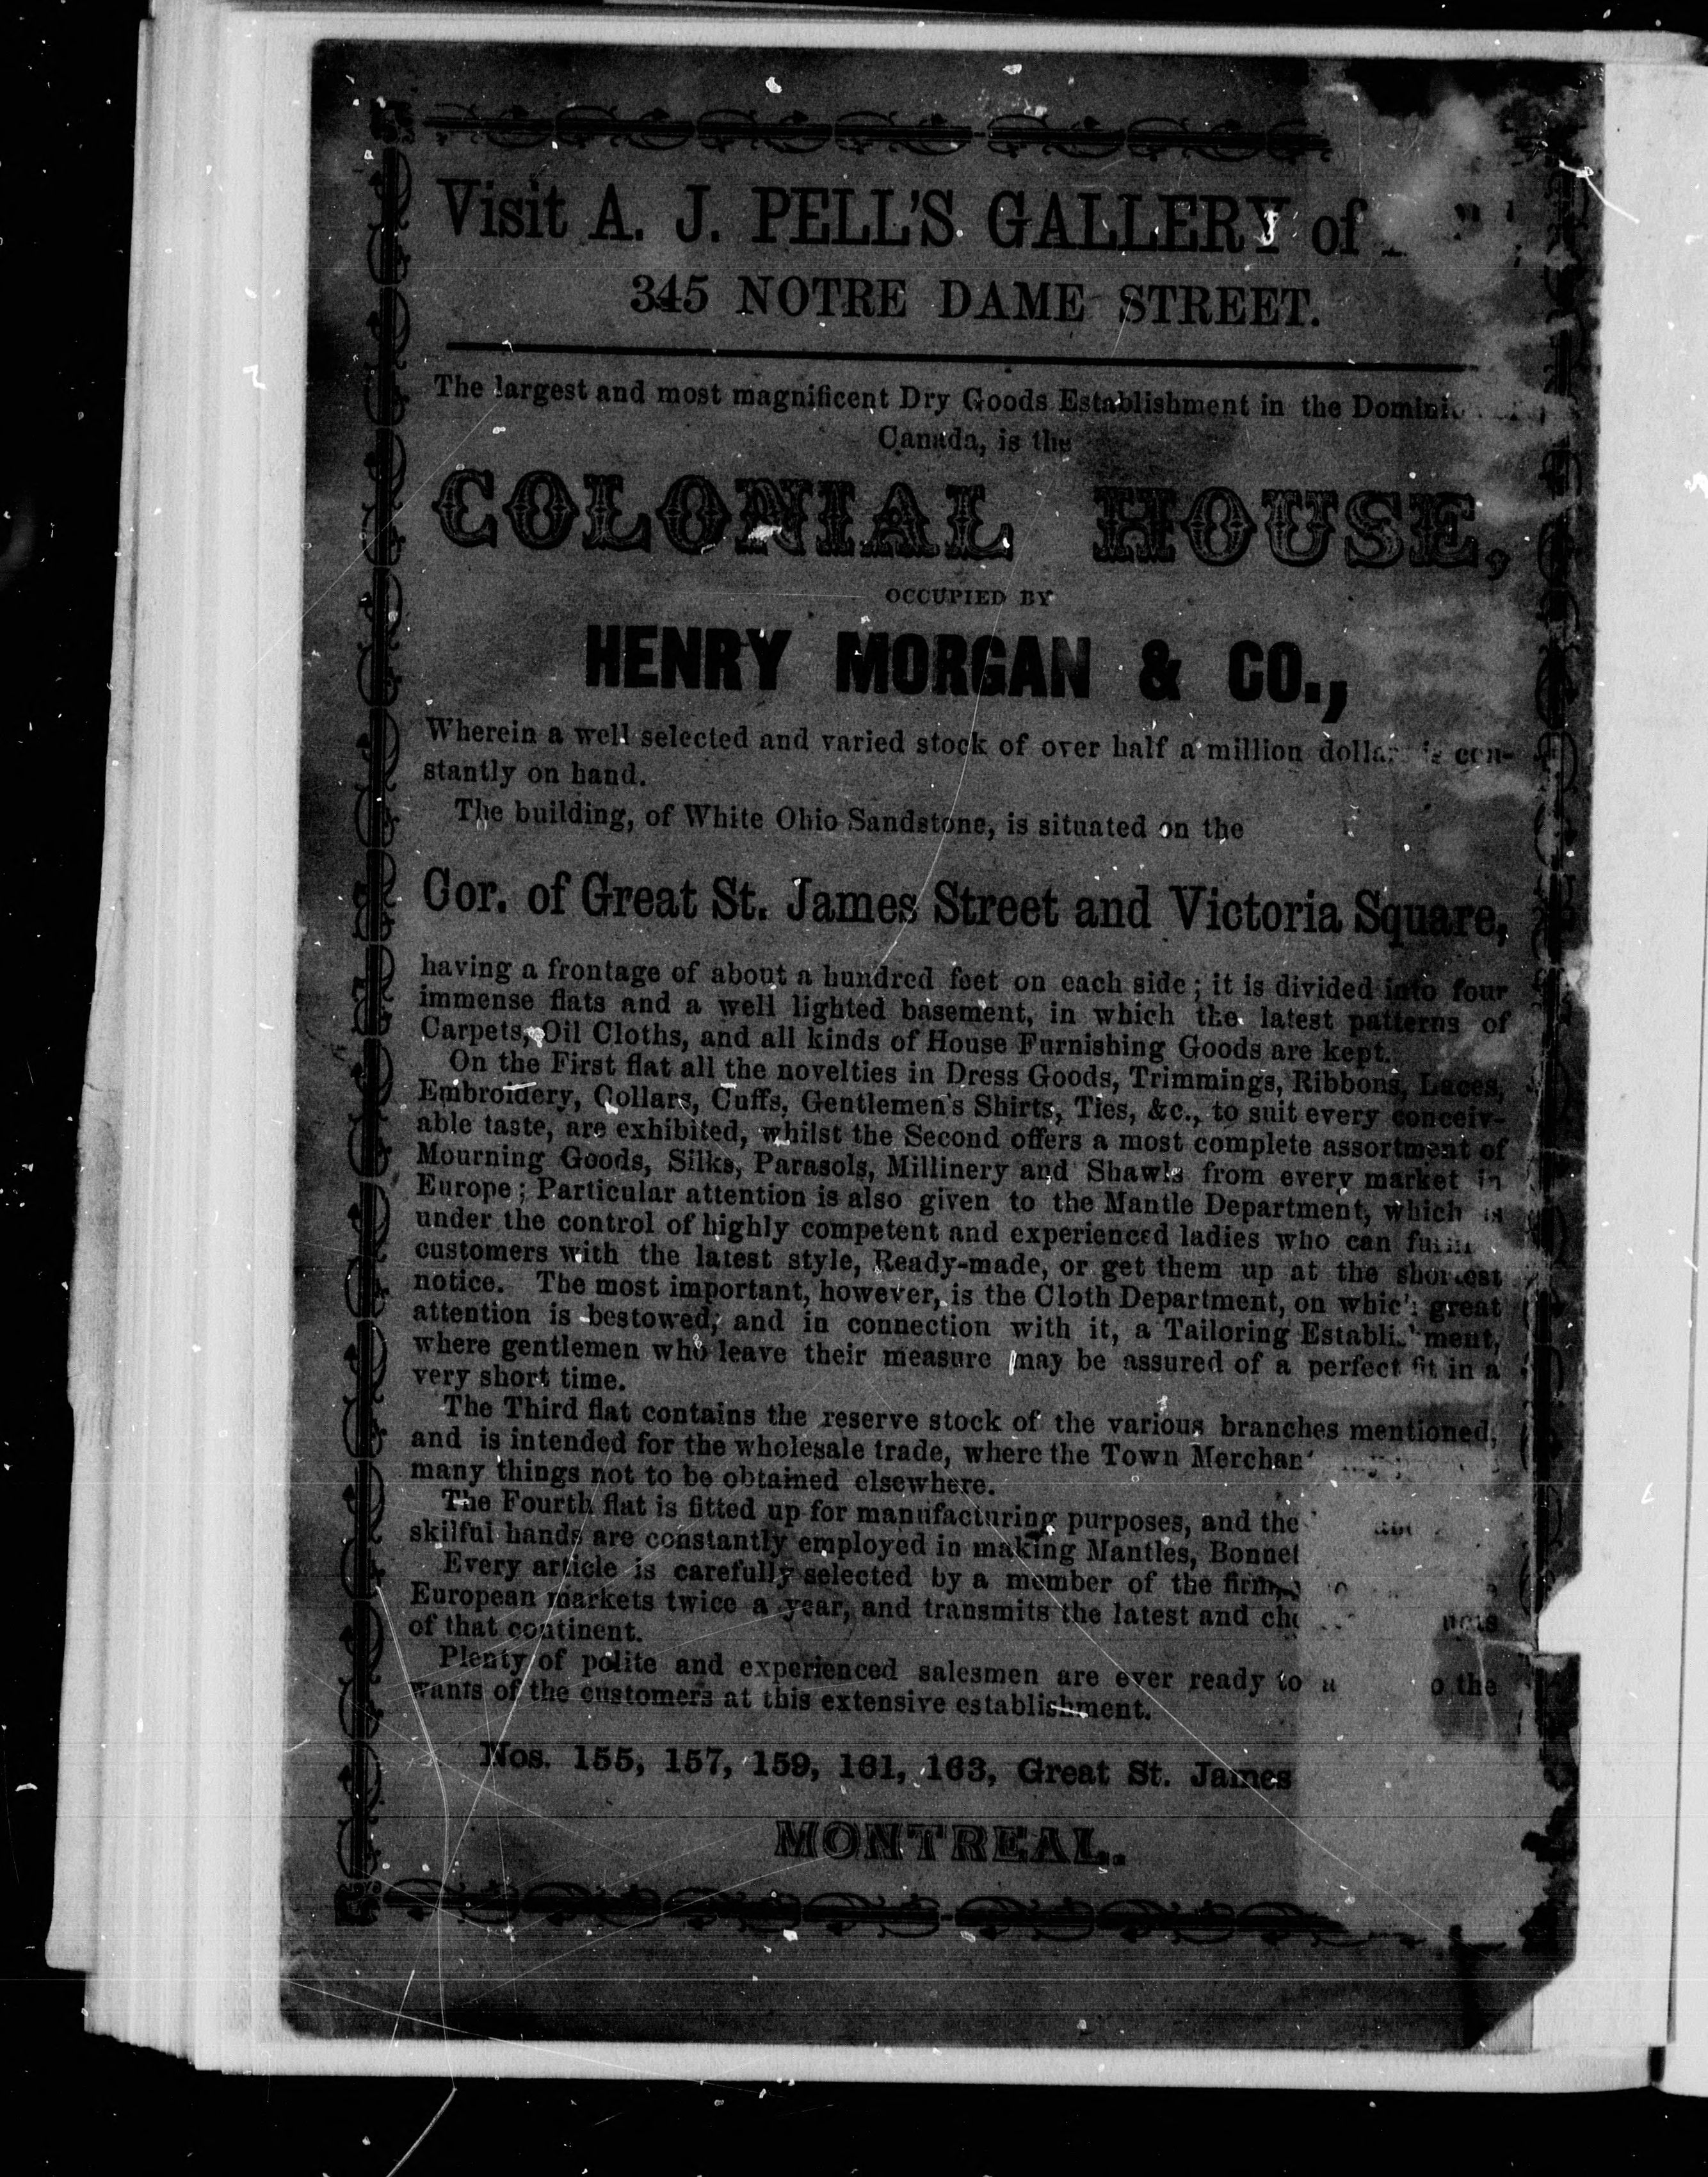 Visit A. J. PELL'S GALLERY of
345 NOTRE DAME STREET.
The largest and most magnificent Dry Goods Establishment in the
Canada, is the
COLONIAL HOUSE,
OCCUPIED BY
HENRY MORGAN & CO.,
Wherein a well selected and varied stock of over half a million dollars is con-
stantly on hand.
The building, of White Ohio Sandstone, is situated on the
Cor. of Great St. James Street and Victoria Square,
having a frontage of about a hundred feet on each side; it is divided into four
immense flats and a well lighted basement, in which the latest patterns of
Carpets, Oil Cloths, and all kinds of House Furnishing Goods are kept.
On the First flat all the novelties in Dress Goods, Trimmings, Ribbons, Laces,
Embroidery, Collars, Cuffs, Gentlemen's Shirts, Ties, &c., to suit every conceiv-
able taste, are exhibited, whilst the Second offers a most complete assortment of
Mourning Goods, Silks, Parasols, Millinery and Shawls from every market in
Europe; Particular attention is also given to the Mantle Department, which is
under the control of highly competent and experienced ladies who can
customers with the latest style, Ready-made, or get them up at the shortest
notice. The most important, however, is the Cloth Department, on which great
attention is bestowed, and in connection with it, a Tailoring Establishment,
where gentlemen who leave their measure may be assured of a perfect fit in a
very short time.
The Third flat contains the reserve stock of the various branches mentioned,
and is intended for the wholesale trade, where the Town
many things not to be obtained elsewhere.
The Fourth flat is fitted up for manufacturing purposes, and
skilful hands are constantly employed in making Mantles,
Every article is carefully selected by a member of the firm,
European markets twice a year, and transmits the latest and
of that continent.
Plenty of polite and experienced salesmen are ever ready to the
wants of the customers at this extensive establishment.
Nos. 155, 157, 159, 161, 163, Great St. James
MONTREAL.